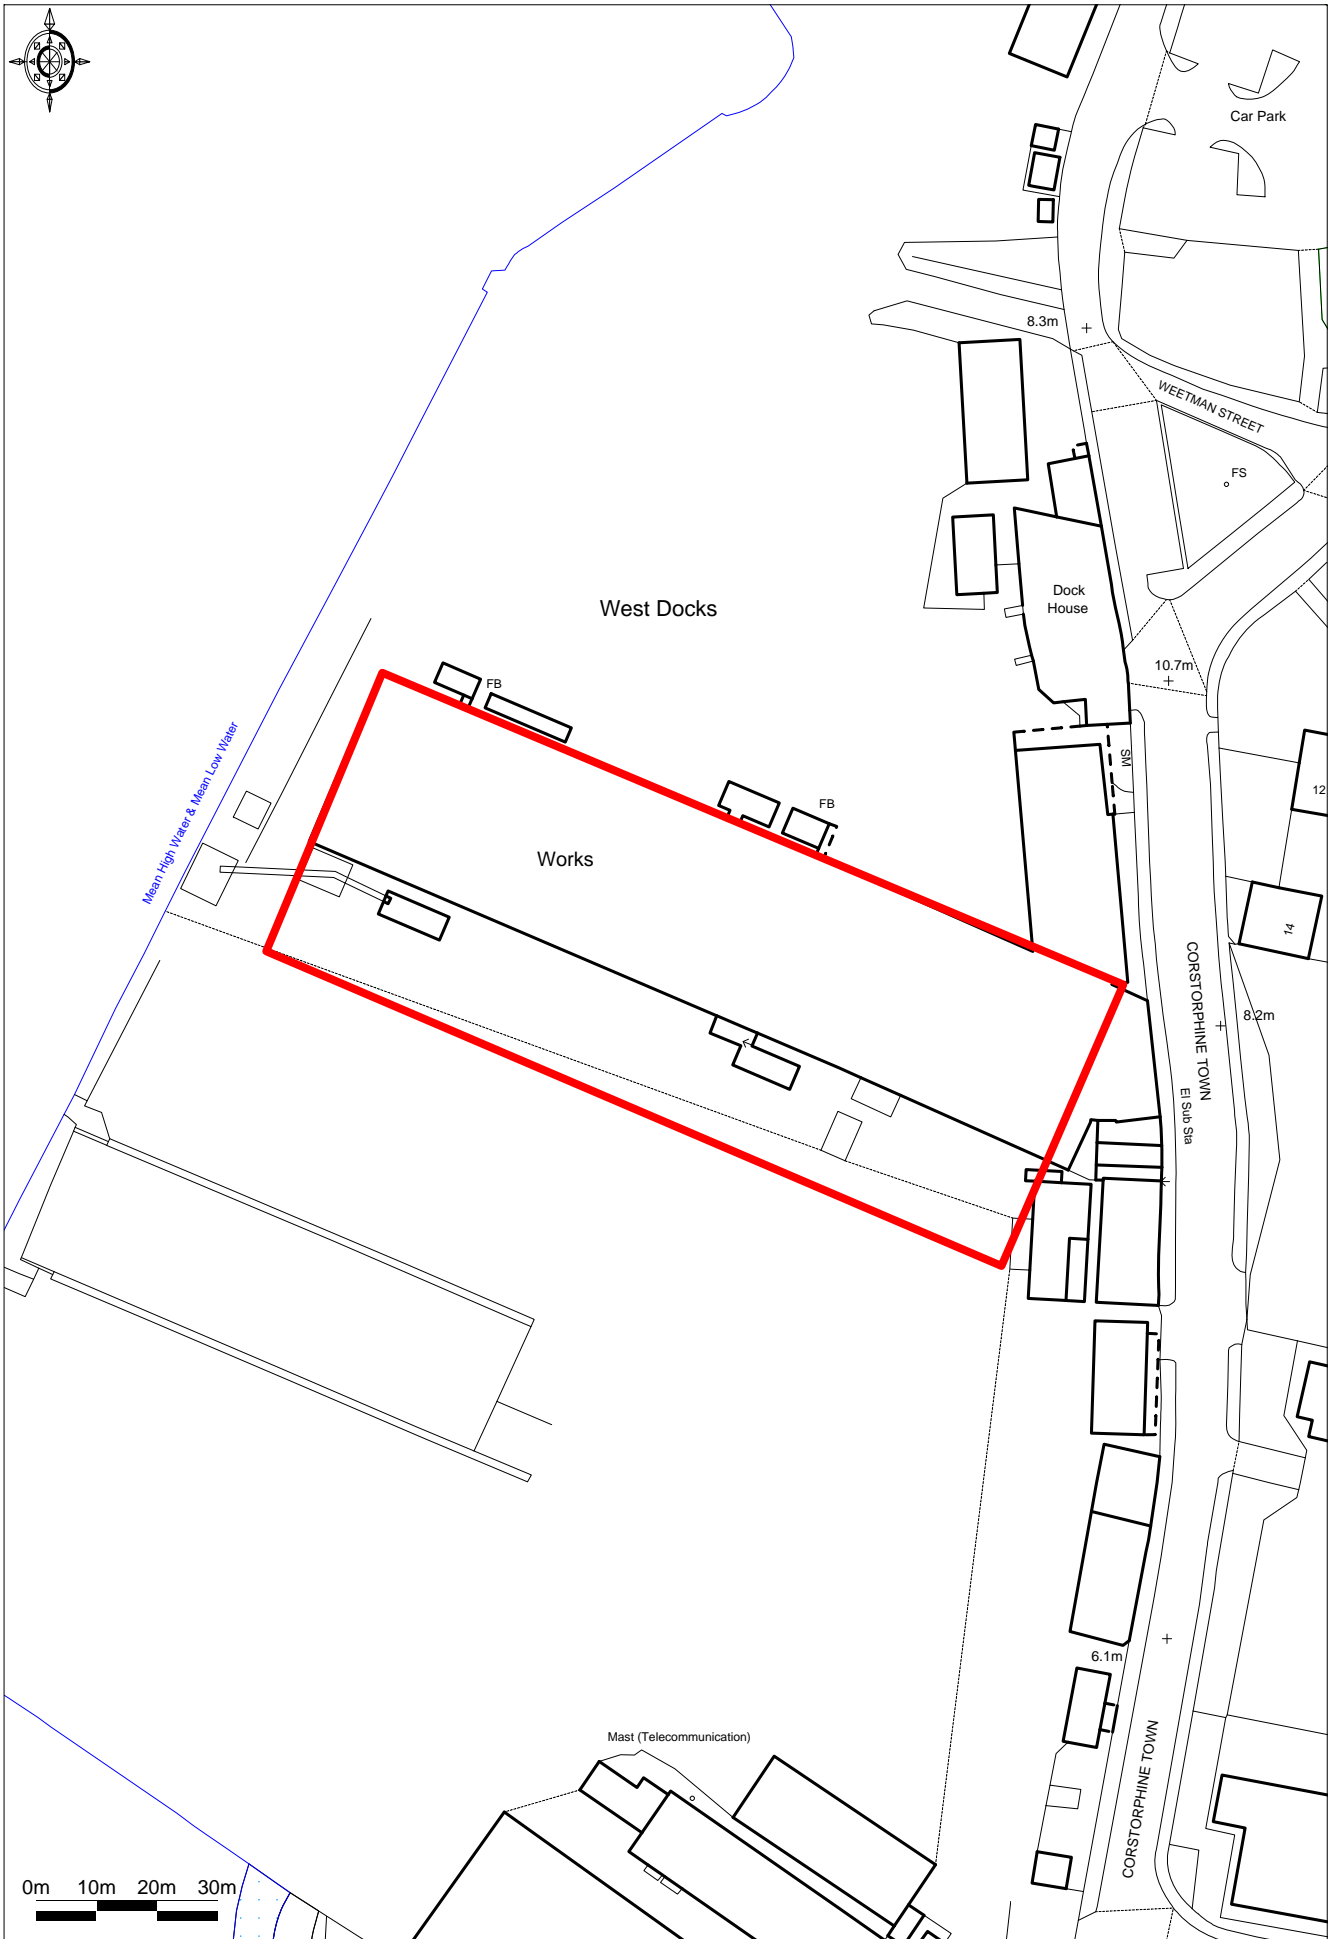 Car Park
8.3m
WEETMAN STREET
FS
Dock
House
West Docks
10.7m
FB
SM
Mean High Water & Mean Low Water
12
FB
Works
14
CORSTORPHINE TOWN
8.2m
El Sub Sta
6.1m
Mast (Telecommunication)
CORSTORPHINE TOWN
0m 10m 20m 30m